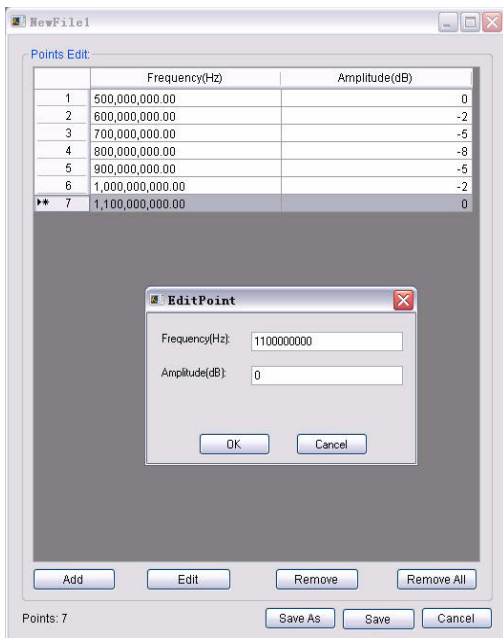 NewFile1
Points Edit:
Frequency(Hz) Amplitude(dB)
1 500,000,000.00 0
2 600,000,000.00 -2
3 700,000,000.00 -5
4 800,000,000.00 -8
5 900,000,000.00 -5
6 1,000,000,000.00 -2
7 1,100,000,000.00 0
EditPoint
Frequency(Hz): 1100000000
Amplitude(dB): 0
OK Cancel
Add Edit Remove Remove All
Points: 7 Save As Save Cancel